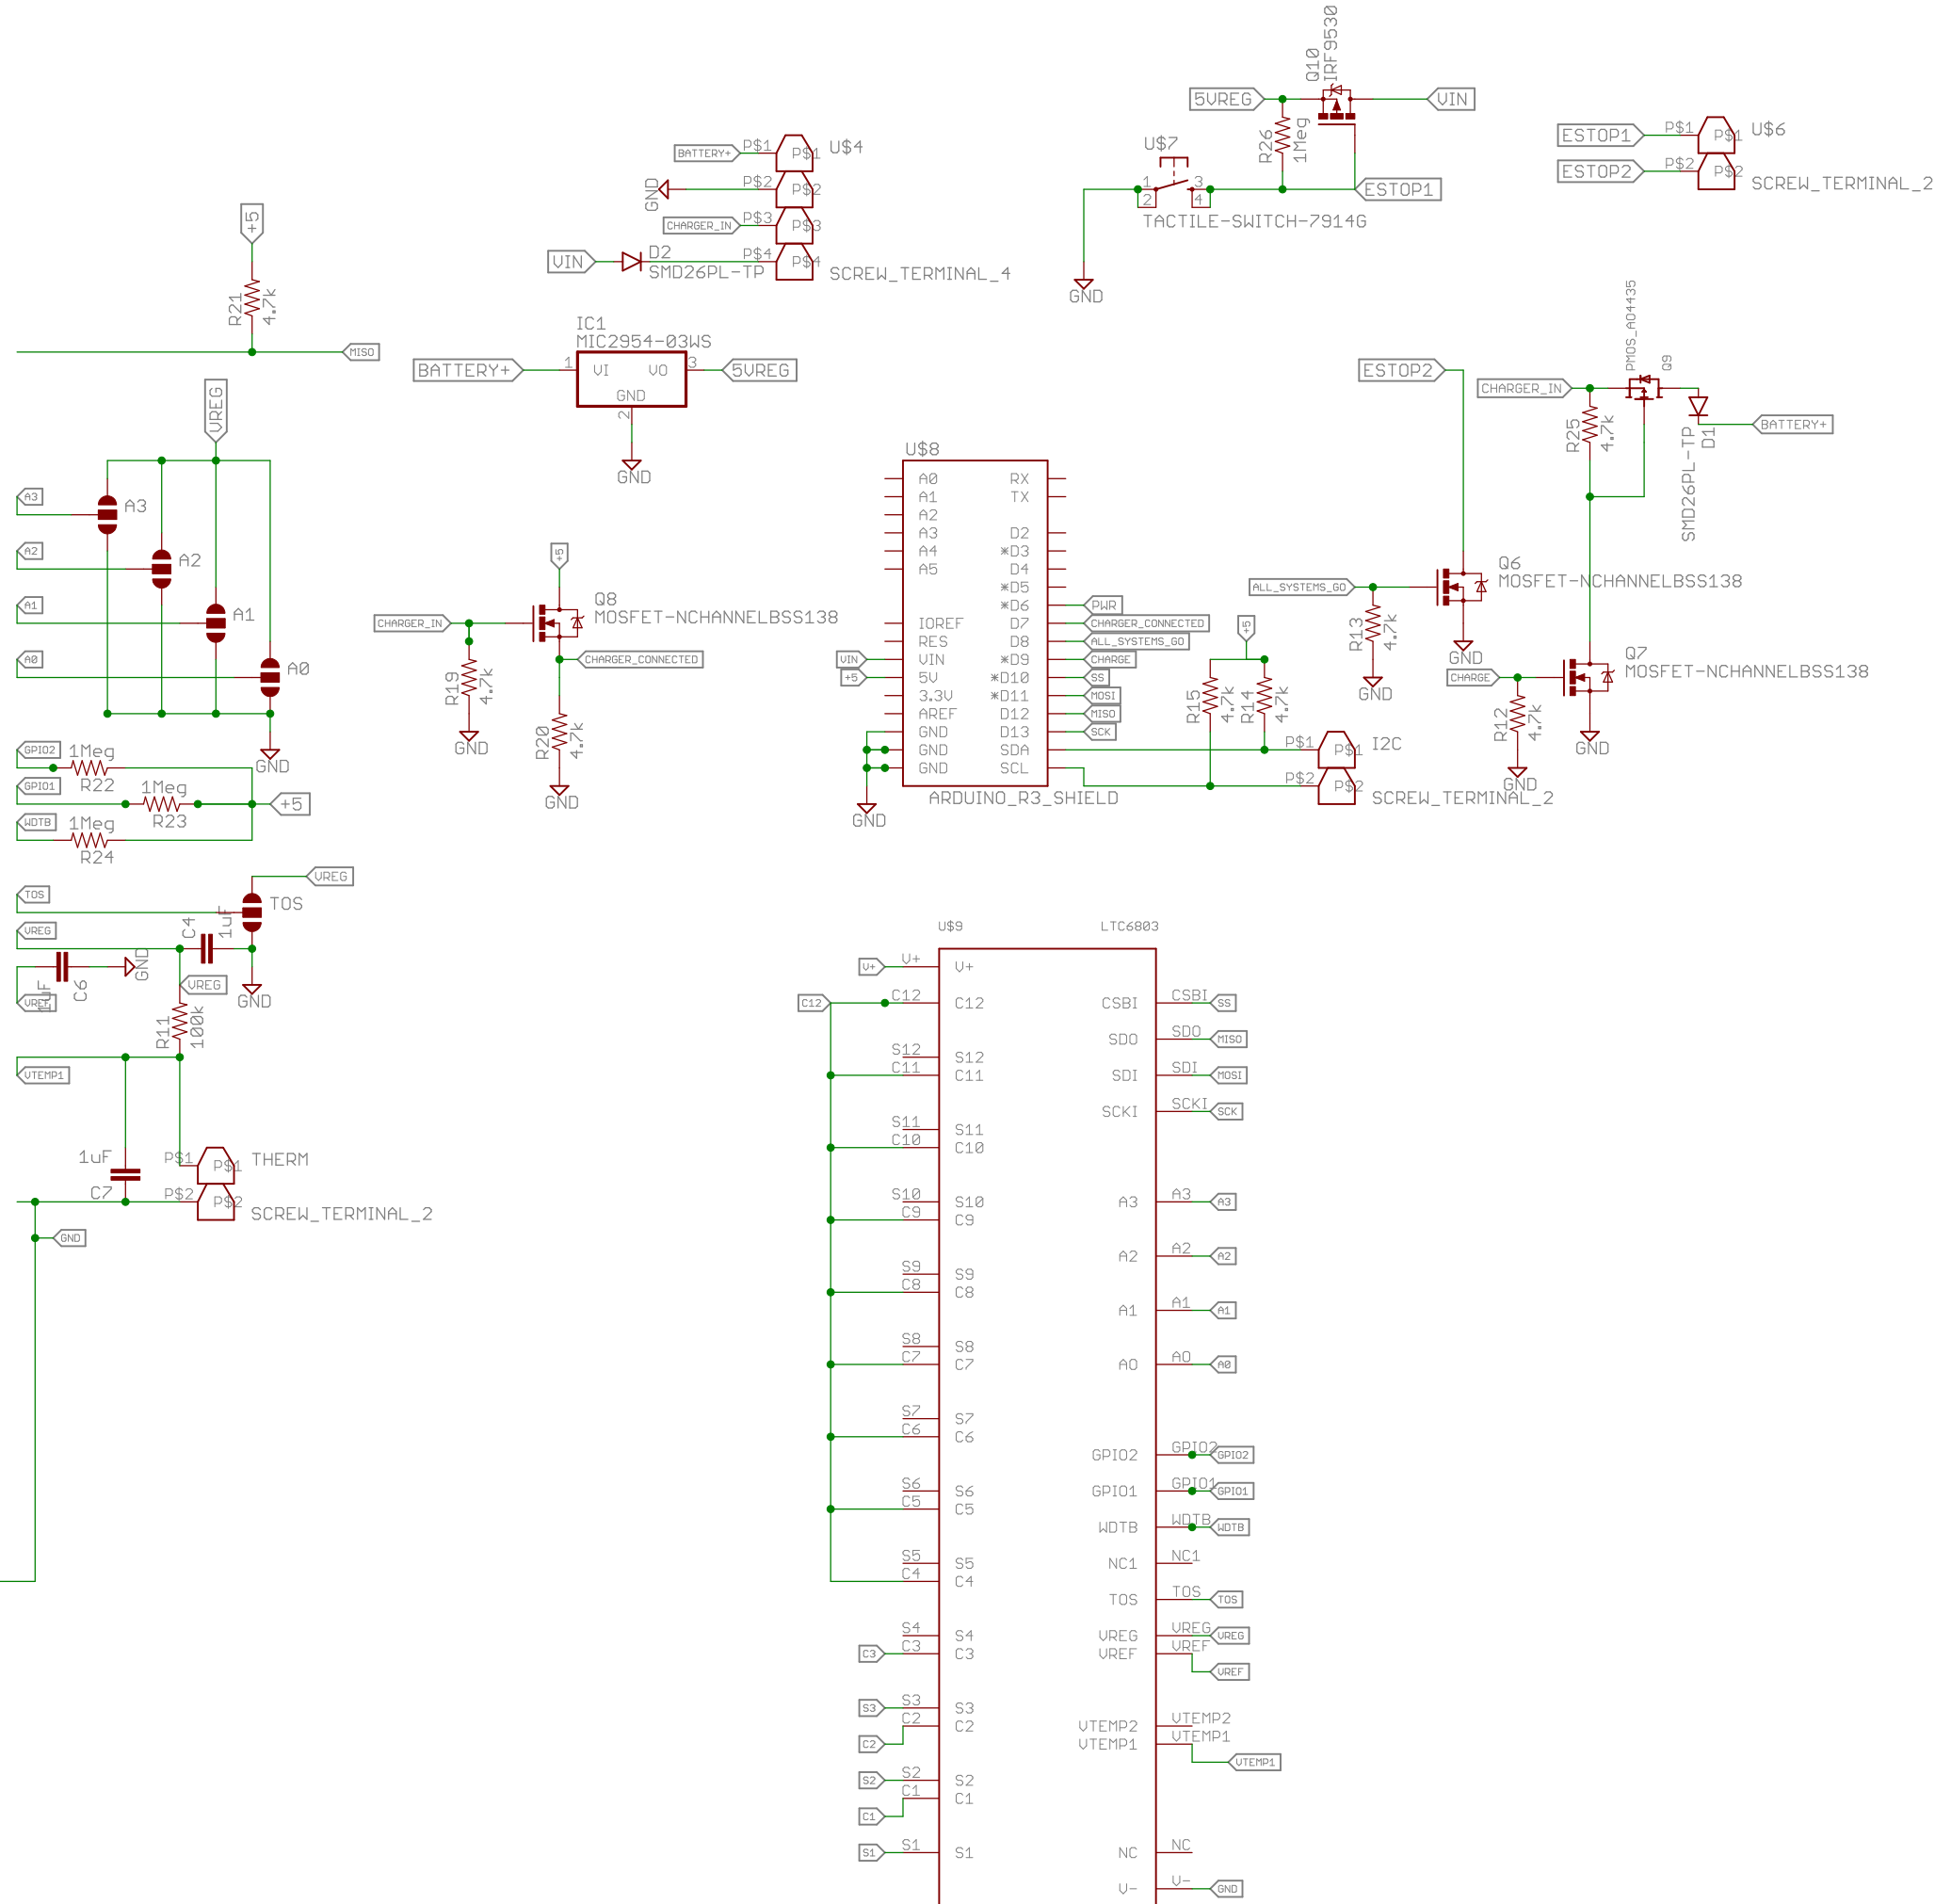 Q10
IRF9530
5VREG
VIN
R26
1Meg
U$7
1
2
3
4
ESTOP1
TACTILE-SWITCH-7914G
GND
ESTOP1
P$1
P$1
U$6
ESTOP2
P$2
P$2
SCREW_TERMINAL_2
BATTERY+
P$1
P$1
U$4
GND
P$2
P$2
CHARGER_IN
P$3
P$3
VIN
D2
SMD26PL-TP
P$4
P$4
SCREW_TERMINAL_4
+5
R21
4.7k
MISO
IC1
MIC2954-03WS
BATTERY+
1
VI
VO
3
5VREG
GND
2
GND
ESTOP2
CHARGER_IN
PMOS_AO4435
Q9
R25
4.7k
SMD26PL-TP
D1
BATTERY+
VREG
A3
A3
A2
A2
A1
A1
A0
A0
GND
+5
Q8
MOSFET-NCHANNELBSS138
CHARGER_IN
CHARGER_CONNECTED
R19
4.7k
GND
R20
4.7k
GND
U$8
A0
RX
A1
TX
A2
A3
D2
A4
*D3
A5
D4
*D5
*D6
PWR
IOREF
D7
CHARGER_CONNECTED
RES
D8
ALL_SYSTEMS_GO
VIN
VIN
*D9
CHARGE
+5
5V
*D10
SS
3.3V
*D11
MOSI
AREF
D12
MISO
GND
D13
SCK
GND
SDA
GND
SCL
ARDUINO_R3_SHIELD
GND
+5
R15
4.7k
R14
4.7k
P$1
P$1
I2C
P$2
P$2
SCREW_TERMINAL_2
ALL_SYSTEMS_GO
Q6
MOSFET-NCHANNELBSS138
R13
4.7k
GND
GND
CHARGE
Q7
MOSFET-NCHANNELBSS138
R12
4.7k
GND
GND
GPIO2
1Meg
R22
GPIO1
1Meg
R23
+5
WDTB
1Meg
R24
VREG
TOS
TOS
C4
1uF
VREG
GND
C6
1uF
VREF
VREG
GND
R11
100k
VTEMP1
1uF
C7
P$1
P$1
THERM
P$2
P$2
SCREW_TERMINAL_2
GND
U$9
LTC6803
V+
V+
V+
C12
C12
C12
CSBI
CSBI
SS
SDO
SDO
MISO
S12
S12
C11
C11
SDI
SDI
MOSI
SCKI
SCKI
SCK
S11
S11
C10
C10
S10
S10
A3
A3
A3
C9
C9
A2
A2
A2
S9
S9
C8
C8
A1
A1
A1
S8
S8
C7
C7
A0
A0
A0
S7
S7
C6
C6
GPIO2
GPIO2
GPIO2
S6
S6
GPIO1
GPIO1
GPIO1
C5
C5
WDTB
WDTB
WDTB
S5
S5
NC1
NC1
C4
C4
TOS
TOS
TOS
S4
S4
VREG
VREG
VREG
C3
C3
C3
VREF
VREF
VREF
S3
S3
S3
C2
C2
C2
VTEMP2
VTEMP2
VTEMP1
VTEMP1
VTEMP1
S2
S2
S2
C1
C1
C1
S1
S1
S1
NC
NC
V-
V-
GND